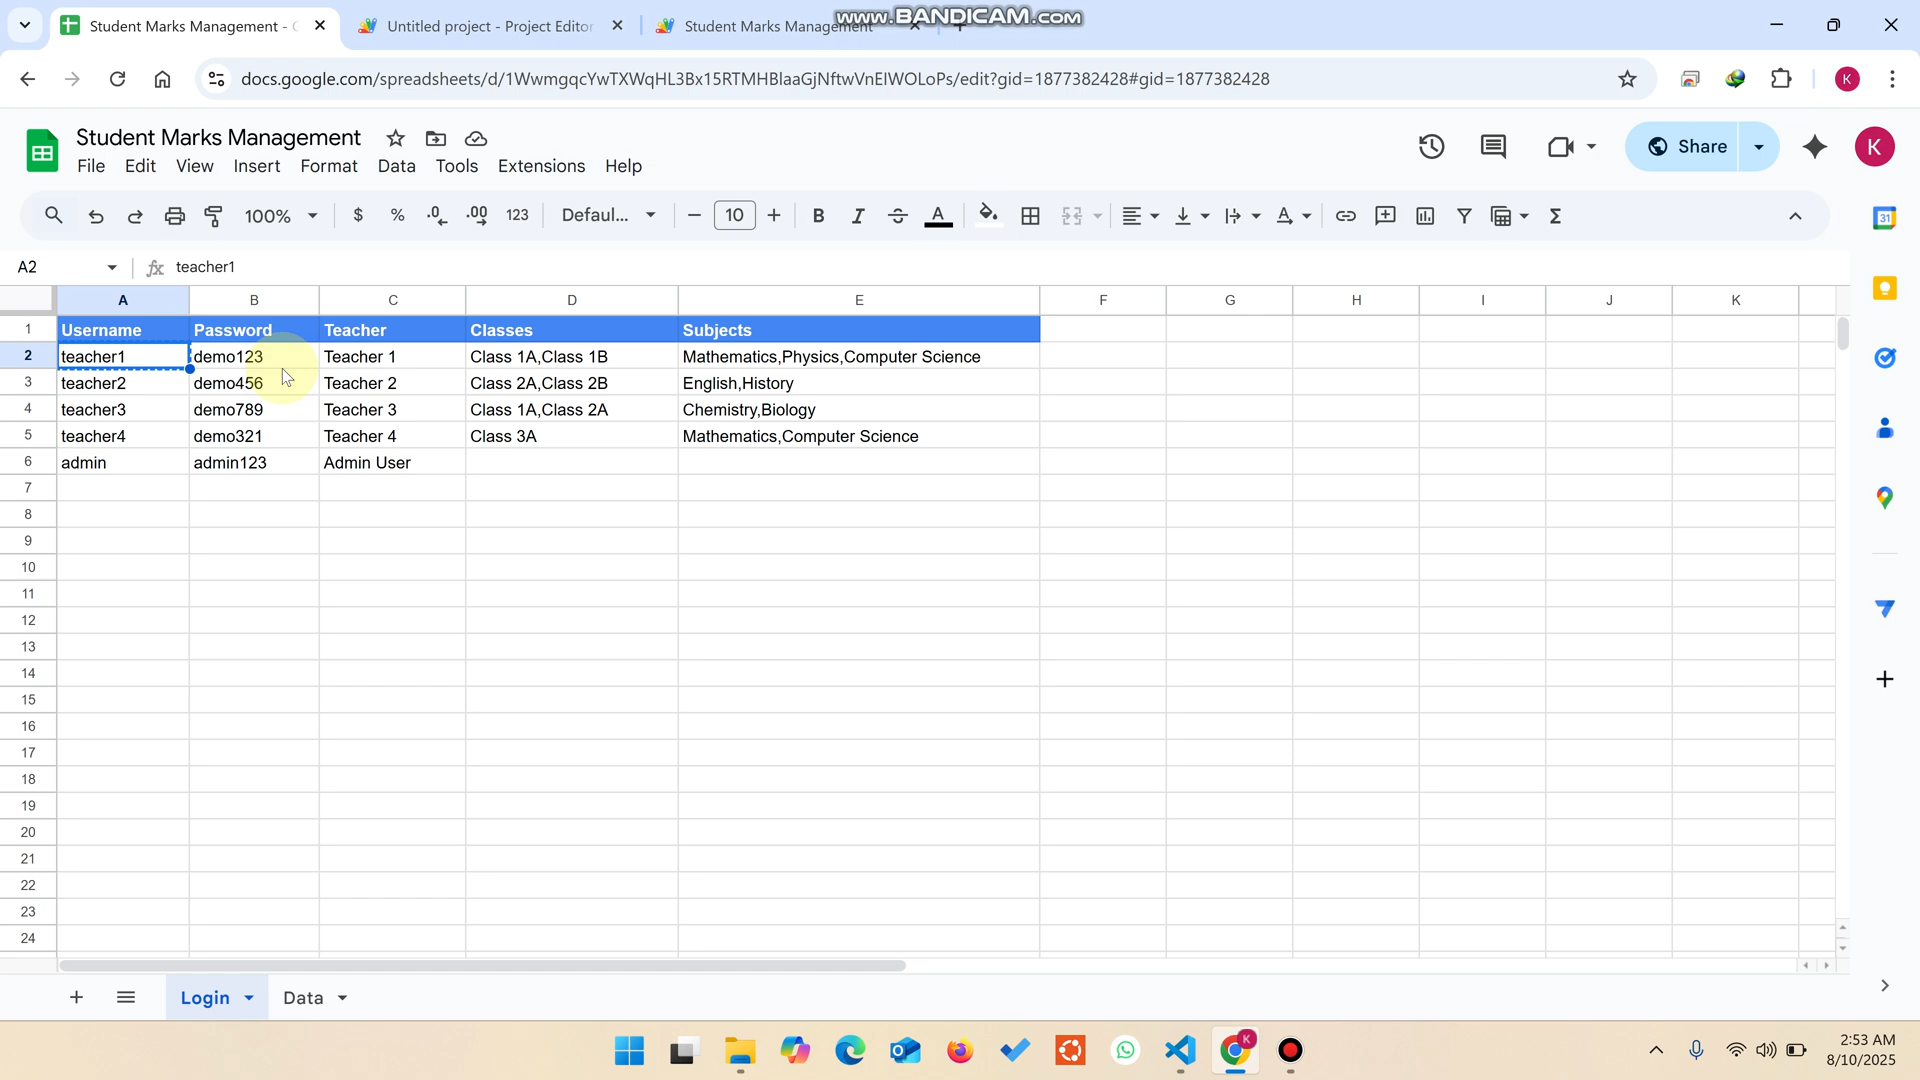 www.BANDICAM.com
Student Marks Management - G
Untitled project - Project Editor
Student Marks Management
docs.google.com/spreadsheets/d/1WwmgqcYwTXWqHL3Bx15RTMHBlaaGjNftwVnEIWOLoPs/edit?gid=1877382428#gid=1877382428
K
Student Marks Management
File Edit View Insert Format Data Tools Extensions Help
Share
K
100% $ % .0 .00 123 Defaul... 10 B I A
31
A2 teacher1
A B C D E F G H I J K
1 Username Password Teacher Classes Subjects
2 teacher1 demo123 Teacher 1 Class 1A,Class 1B Mathematics,Physics,Computer Science
3 teacher2 demo456 Teacher 2 Class 2A,Class 2B English,History
4 teacher3 demo789 Teacher 3 Class 1A,Class 2A Chemistry,Biology
5 teacher4 demo321 Teacher 4 Class 3A Mathematics,Computer Science
6 admin admin123 Admin User
7
8
9
10
11
12
13
14
15
16
17
18
19
20
21
22
23
24
Login Data
2:53 AM
8/10/2025